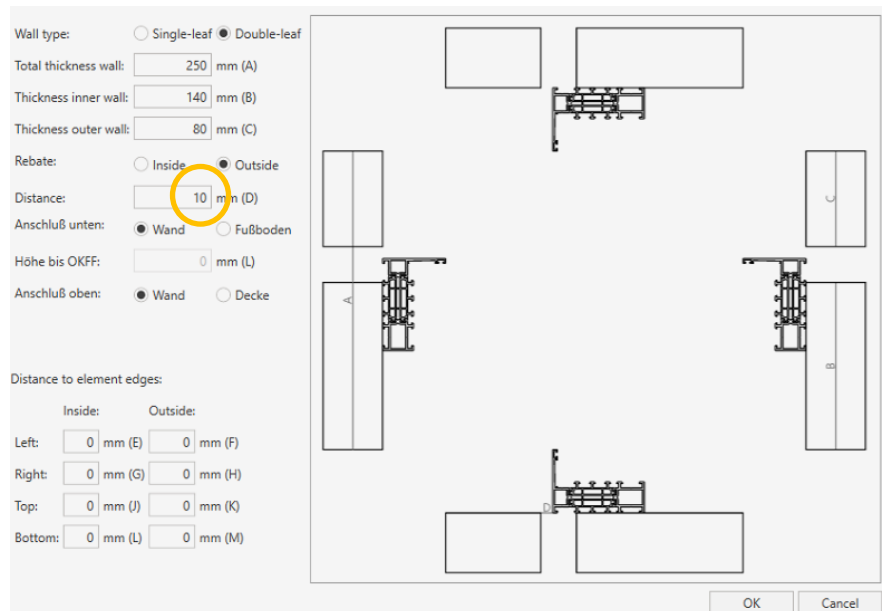 Wall type: Single-leaf Double-leaf
Total thickness wall: 250 mm (A)
Thickness inner wall: 140 mm (B)
Thickness outer wall: 80 mm (C)
Rebate: Inside Outside
Distance: 10 mm (D)
Anschluß unten: Wand Fußboden
Höhe bis OKFF: 0 mm (L)
Anschluß oben: Wand Decke
Distance to element edges:
Inside: Outside:
Left: 0 mm (E) 0 mm (F)
Right: 0 mm (G) 0 mm (H)
Top: 0 mm (J) 0 mm (K)
Bottom: 0 mm (L) 0 mm (M)
C
A
B
D
OK Cancel